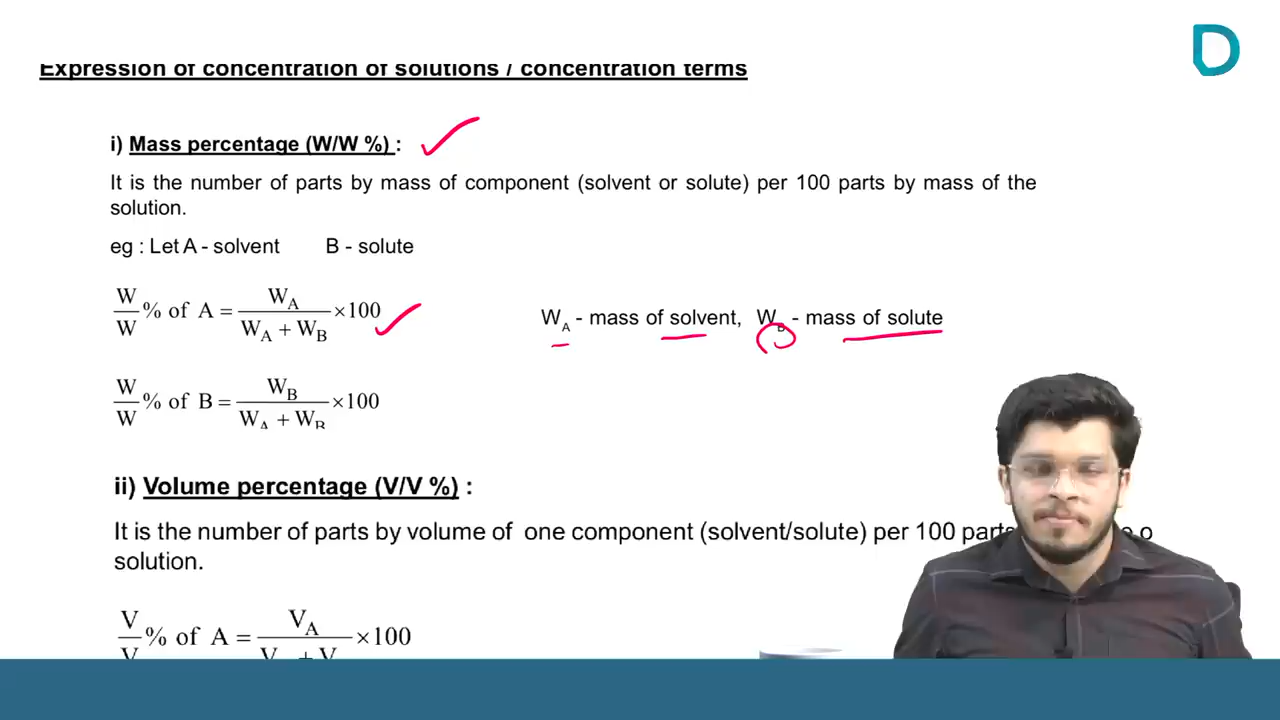 D
Expression of concentration of solutions / concentration terms
i) Mass percentage (W/W %) :
It is the number of parts by mass of component (solvent or solute) per 100 parts by mass of the
solution.
eg : Let A - solvent B - solute
W/W % of A = W_A / (W_A + W_B) ×100
W_A - mass of solvent, W_B - mass of solute
W/W % of B = W_B / (W_A + W_B) ×100
ii) Volume percentage (V/V %) :
It is the number of parts by volume of one component (solvent/solute) per 100
solution.
V/V % of A = V_A / (V + V ×100